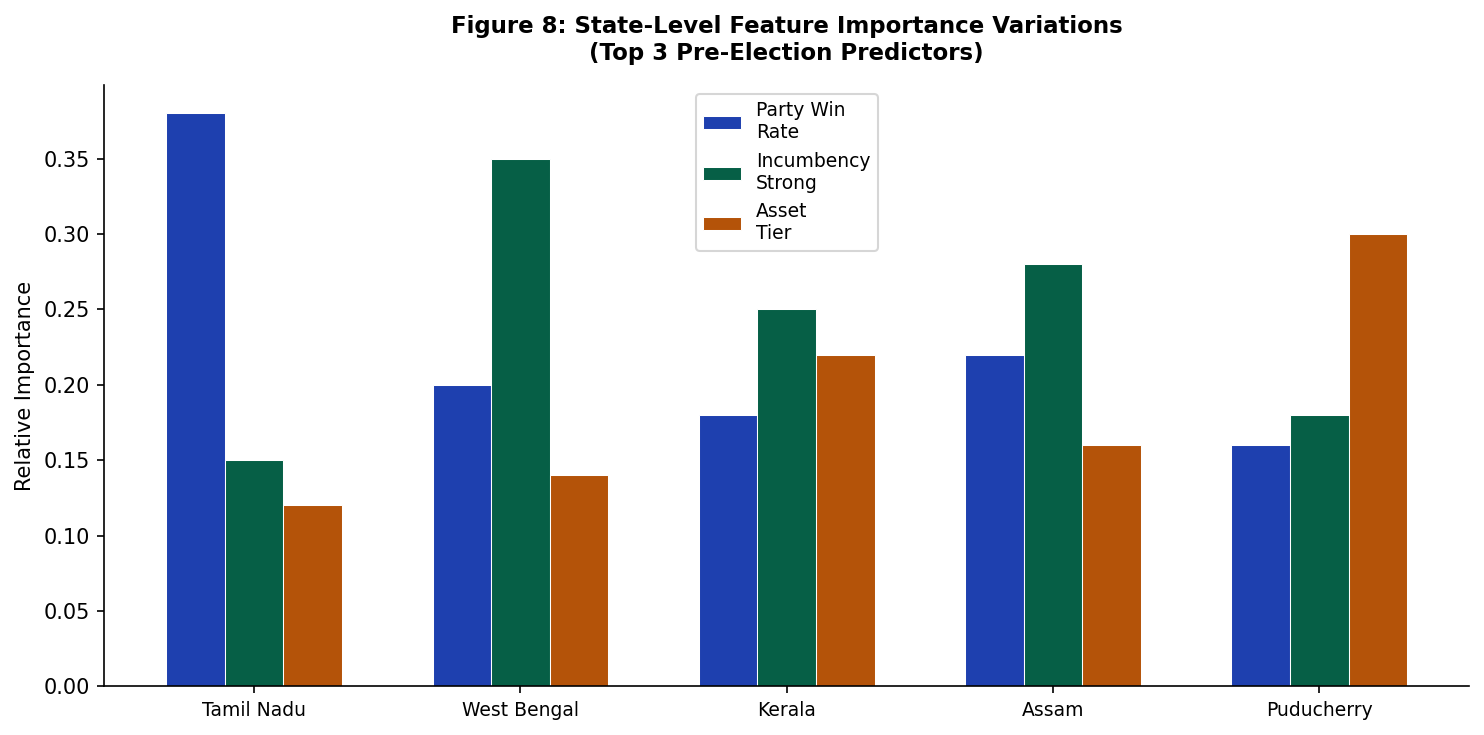 Figure 8: State-Level Feature Importance Variations
(Top 3 Pre-Election Predictors)
Party Win
Rate
Incumbency
Strong
Asset
Tier
Relative Importance
0.35
0.30
0.25
0.20
0.15
0.10
0.05
0.00
Tamil Nadu
West Bengal
Kerala
Assam
Puducherry